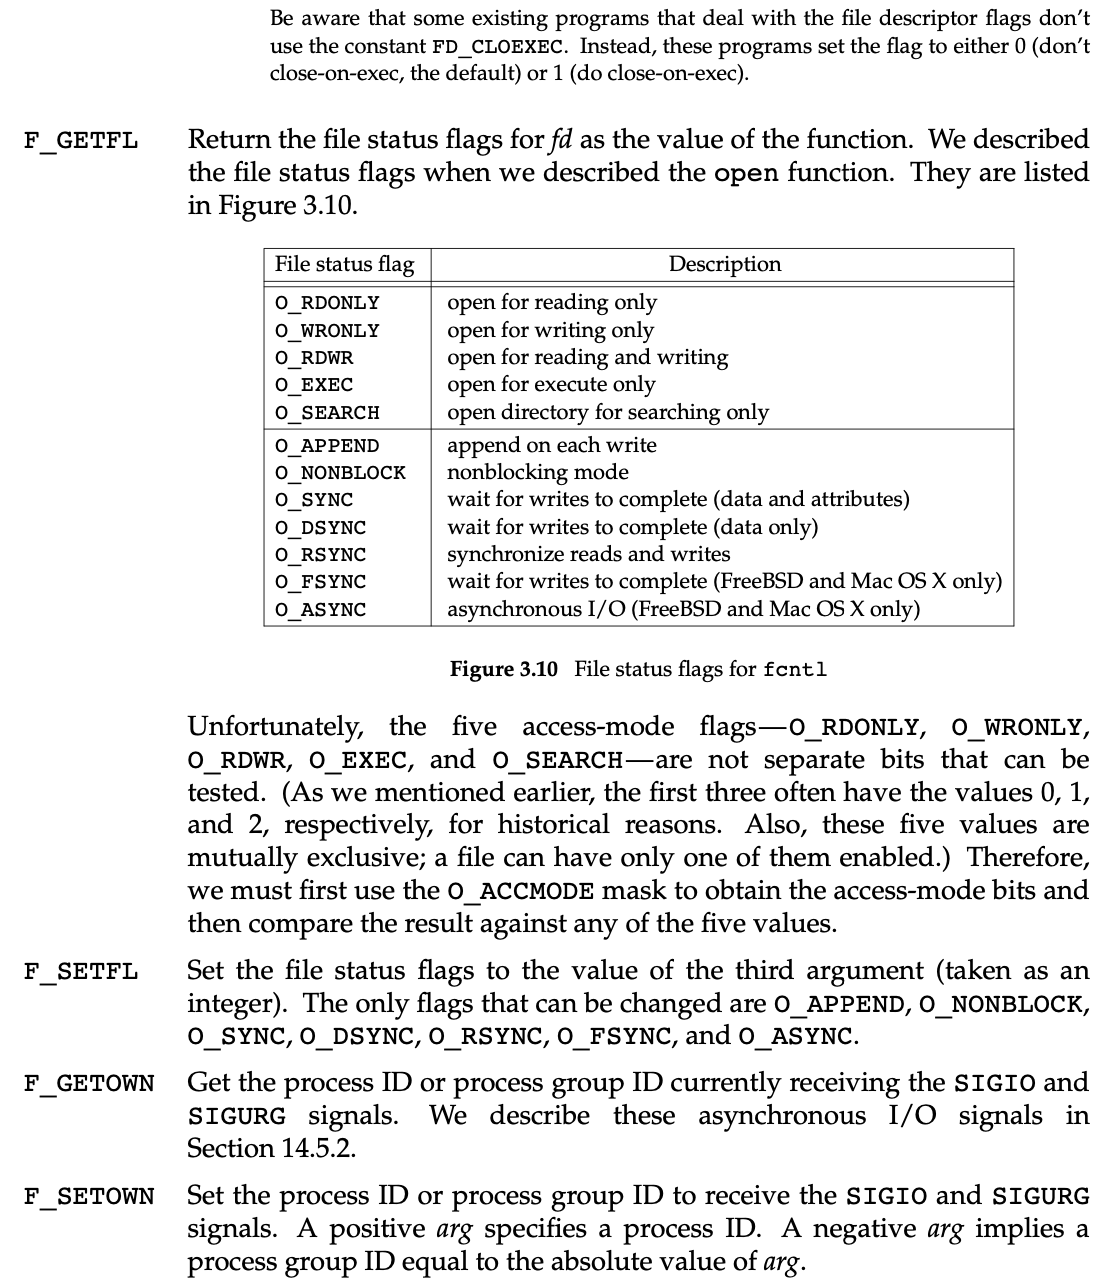 Be aware that some existing programs that deal with the file descriptor flags don’t
use the constant FD_CLOEXEC. Instead, these programs set the flag to either 0 (don’t
close-on-exec, the default) or 1 (do close-on-exec).
F_GETFL Return the file status flags for fd as the value of the function. We described
the file status flags when we described the open function. They are listed
in Figure 3.10.
File status flag Description
O_RDONLY open for reading only
O_WRONLY open for writing only
O_RDWR open for reading and writing
O_EXEC open for execute only
O_SEARCH open directory for searching only
O_APPEND append on each write
O_NONBLOCK nonblocking mode
O_SYNC wait for writes to complete (data and attributes)
O_DSYNC wait for writes to complete (data only)
O_RSYNC synchronize reads and writes
O_FSYNC wait for writes to complete (FreeBSD and Mac OS X only)
O_ASYNC asynchronous I/O (FreeBSD and Mac OS X only)
Figure 3.10 File status flags for fcntl
Unfortunately, the five access-mode flags—O_RDONLY, O_WRONLY,
O_RDWR, O_EXEC, and O_SEARCH—are not separate bits that can be
tested. (As we mentioned earlier, the first three often have the values 0, 1,
and 2, respectively, for historical reasons. Also, these five values are
mutually exclusive; a file can have only one of them enabled.) Therefore,
we must first use the O_ACCMODE mask to obtain the access-mode bits and
then compare the result against any of the five values.
F_SETFL Set the file status flags to the value of the third argument (taken as an
integer). The only flags that can be changed are O_APPEND, O_NONBLOCK,
O_SYNC, O_DSYNC, O_RSYNC, O_FSYNC, and O_ASYNC.
F_GETOWN Get the process ID or process group ID currently receiving the SIGIO and
SIGURG signals. We describe these asynchronous I/O signals in
Section 14.5.2.
F_SETOWN Set the process ID or process group ID to receive the SIGIO and SIGURG
signals. A positive arg specifies a process ID. A negative arg implies a
process group ID equal to the absolute value of arg.